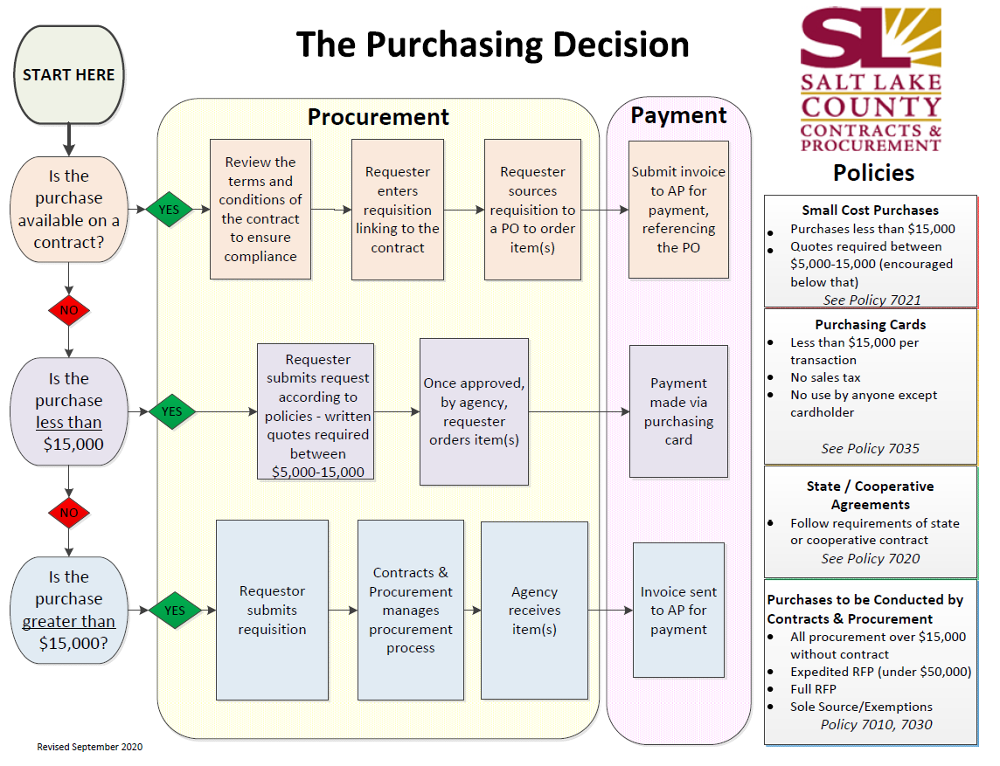 The Purchasing Decision
SL
SALT LAKE
COUNTY
CONTRACTS &
PROCUREMENT
START HERE
Procurement
Payment
Is the
purchase
available on a
contract?
YES
Review the
terms and
conditions of
the contract
to ensure
compliance
Requester
enters
requisition
linking to the
contract
Requester
sources
requisition to
a PO to order
item(s)
Submit invoice
to AP for
payment,
referencing
the PO
NO
Is the
purchase
less than
$15,000
YES
Requester
submits request
according to
policies - written
quotes required
between
$5,000-15,000
Once approved,
by agency,
requester
orders item(s)
Payment
made via
purchasing
card
NO
Is the
purchase
greater than
$15,000?
YES
Requestor
submits
requisition
Contracts &
Procurement
manages
procurement
process
Agency
receives
item(s)
Invoice sent
to AP for
payment
Policies
Small Cost Purchases
• Purchases less than $15,000
• Quotes required between
$5,000-15,000 (encouraged
below that)
See Policy 7021
Purchasing Cards
• Less than $15,000 per
transaction
• No sales tax
• No use by anyone except
cardholder
See Policy 7035
State / Cooperative
Agreements
• Follow requirements of state
or cooperative contract
See Policy 7020
Purchases to be Conducted by
Contracts & Procurement
• All procurement over $15,000
without contract
• Expedited RFP (under $50,000)
• Full RFP
• Sole Source/Exemptions
Policy 7010, 7030
Revised September 2020